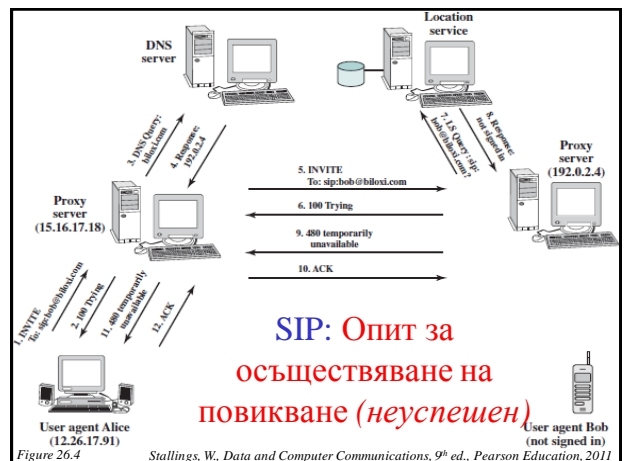 Location
service
DNS
server
3. DNS Query:
biloxi.com
4. Response:
192.0.2.4
7. LS Query: sip:
bob@biloxi.com?
8. Response:
not signed in
Proxy
server
(192.0.2.4)
5. INVITE
To: sip:bob@biloxi.com
6. 100 Trying
Proxy
server
(15.16.17.18)
9. 480 temporarily
unavailable
10. ACK
1. INVITE
To: sip:bob@biloxi.com
2. 100 Trying
11. 480 temporarily
unavailable
12. ACK
SIP: Опит за
осъществяване на
повикване (неуспешен)
User agent Alice
(12.26.17.91)
User agent Bob
(not signed in)
Figure 26.4
Stallings, W., Data and Computer Communications, 9th ed., Pearson Education, 2011